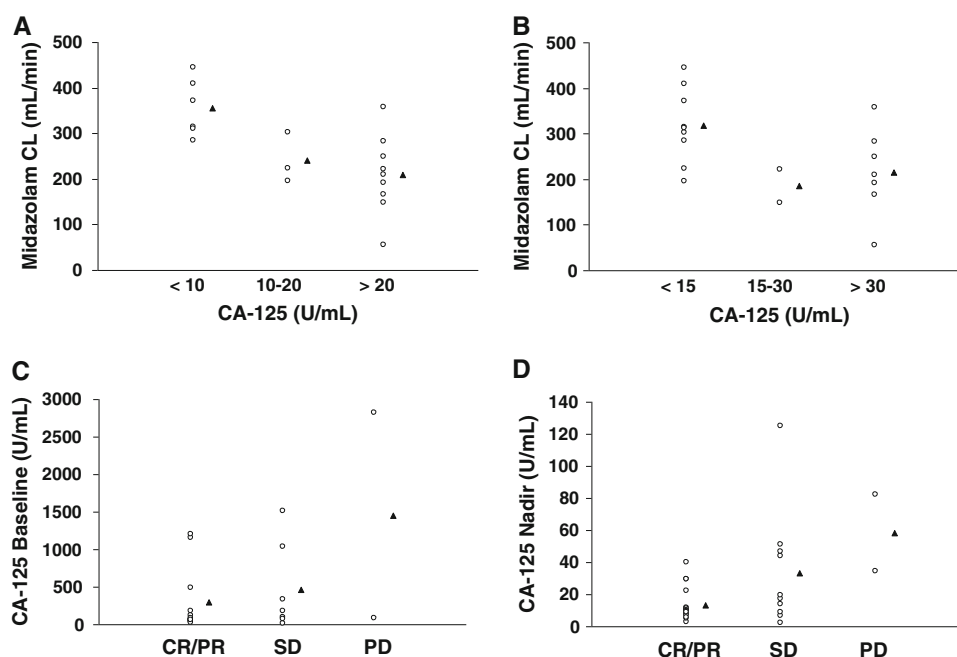 A
Midazolam CL (mL/min)
500
400
300
200
100
0
< 10
10-20
> 20
CA-125 (U/mL)
B
Midazolam CL (mL/min)
500
400
300
200
100
0
< 15
15-30
> 30
CA-125 (U/mL)
C
CA-125 Baseline (U/mL)
3000
2500
2000
1500
1000
500
0
CR/PR
SD
PD
D
CA-125 Nadir (U/mL)
140
120
100
80
60
40
20
0
CR/PR
SD
PD